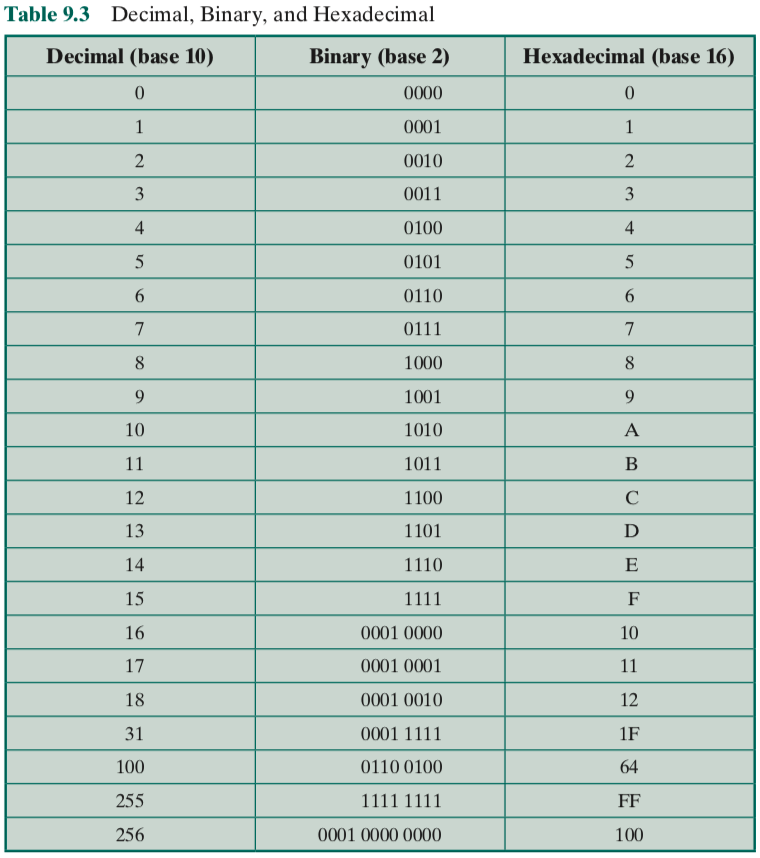 Table 9.3 Decimal, Binary, and Hexadecimal
Decimal (base 10) Binary (base 2) Hexadecimal (base 16)
0 0000 0
1 0001 1
2 0010 2
3 0011 3
4 0100 4
5 0101 5
6 0110 6
7 0111 7
8 1000 8
9 1001 9
10 1010 A
11 1011 B
12 1100 C
13 1101 D
14 1110 E
15 1111 F
16 0001 0000 10
17 0001 0001 11
18 0001 0010 12
31 0001 1111 1F
100 0110 0100 64
255 1111 1111 FF
256 0001 0000 0000 100